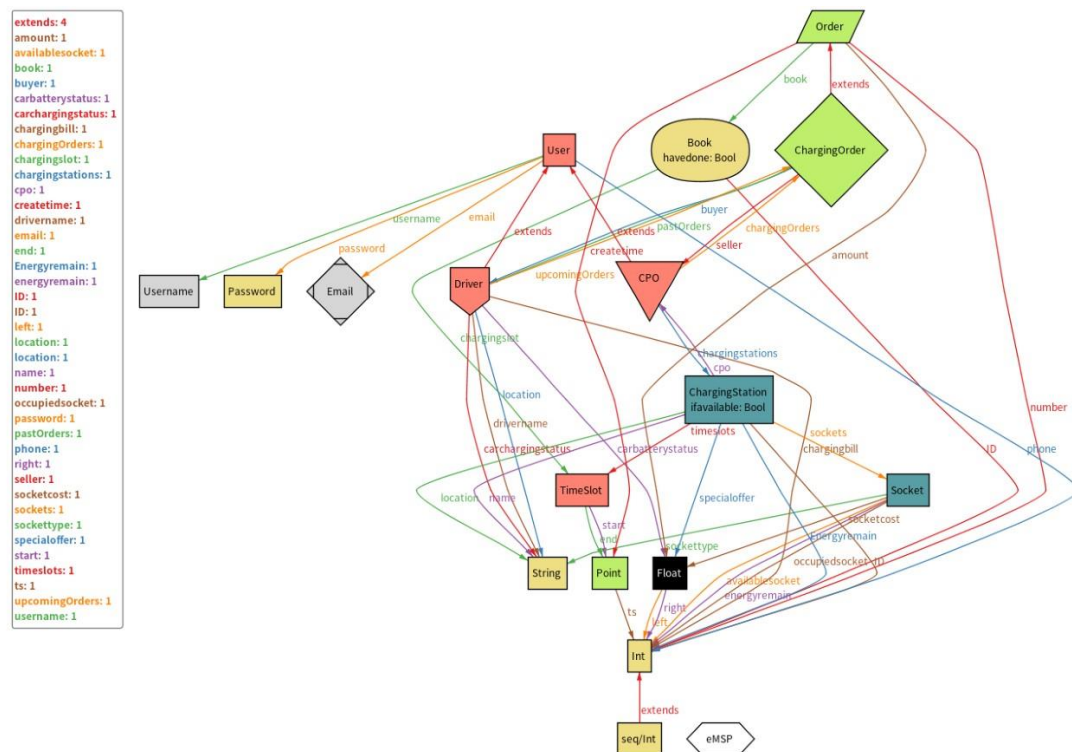 extends: 4
amount: 1
availablesocket: 1
book: 1
buyer: 1
carbatterystatus: 1
carchargingstatus: 1
chargingbill: 1
chargingOrders: 1
chargingslot: 1
chargingstations: 1
cpo: 1
createtime: 1
drivername: 1
email: 1
end: 1
Energyremain: 1
energyremain: 1
ID: 1
ID: 1
left: 1
location: 1
location: 1
name: 1
number: 1
occupiedsocket: 1
password: 1
pastOrders: 1
phone: 1
right: 1
seller: 1
socketcost: 1
sockets: 1
sockettype: 1
specialoffer: 1
start: 1
timeslots: 1
ts: 1
upcomingOrders: 1
username: 1
Order
book
extends
User
Book
havedone: Bool
ChargingOrder
username
email
buyer
pastOrders
chargingOrders
extends
extends
createtime
seller
amount
password
upcomingOrders
Username
Password
Email
Driver
CPO
chargingslot
chargingstations
cpo
location
ChargingStation
ifavailable: Bool
number
drivername
timeslots
sockets
carchargingstatus
carbatterystatus
chargingbill
ID
phone
location
name
TimeSlot
specialoffer
Socket
start
end
sockettype
socketcost
Energyremain
String
Point
Float
occupiedsocket
ID
availablesocket
energyremain
ts
right
left
Int
extends
seq/Int
eMSP